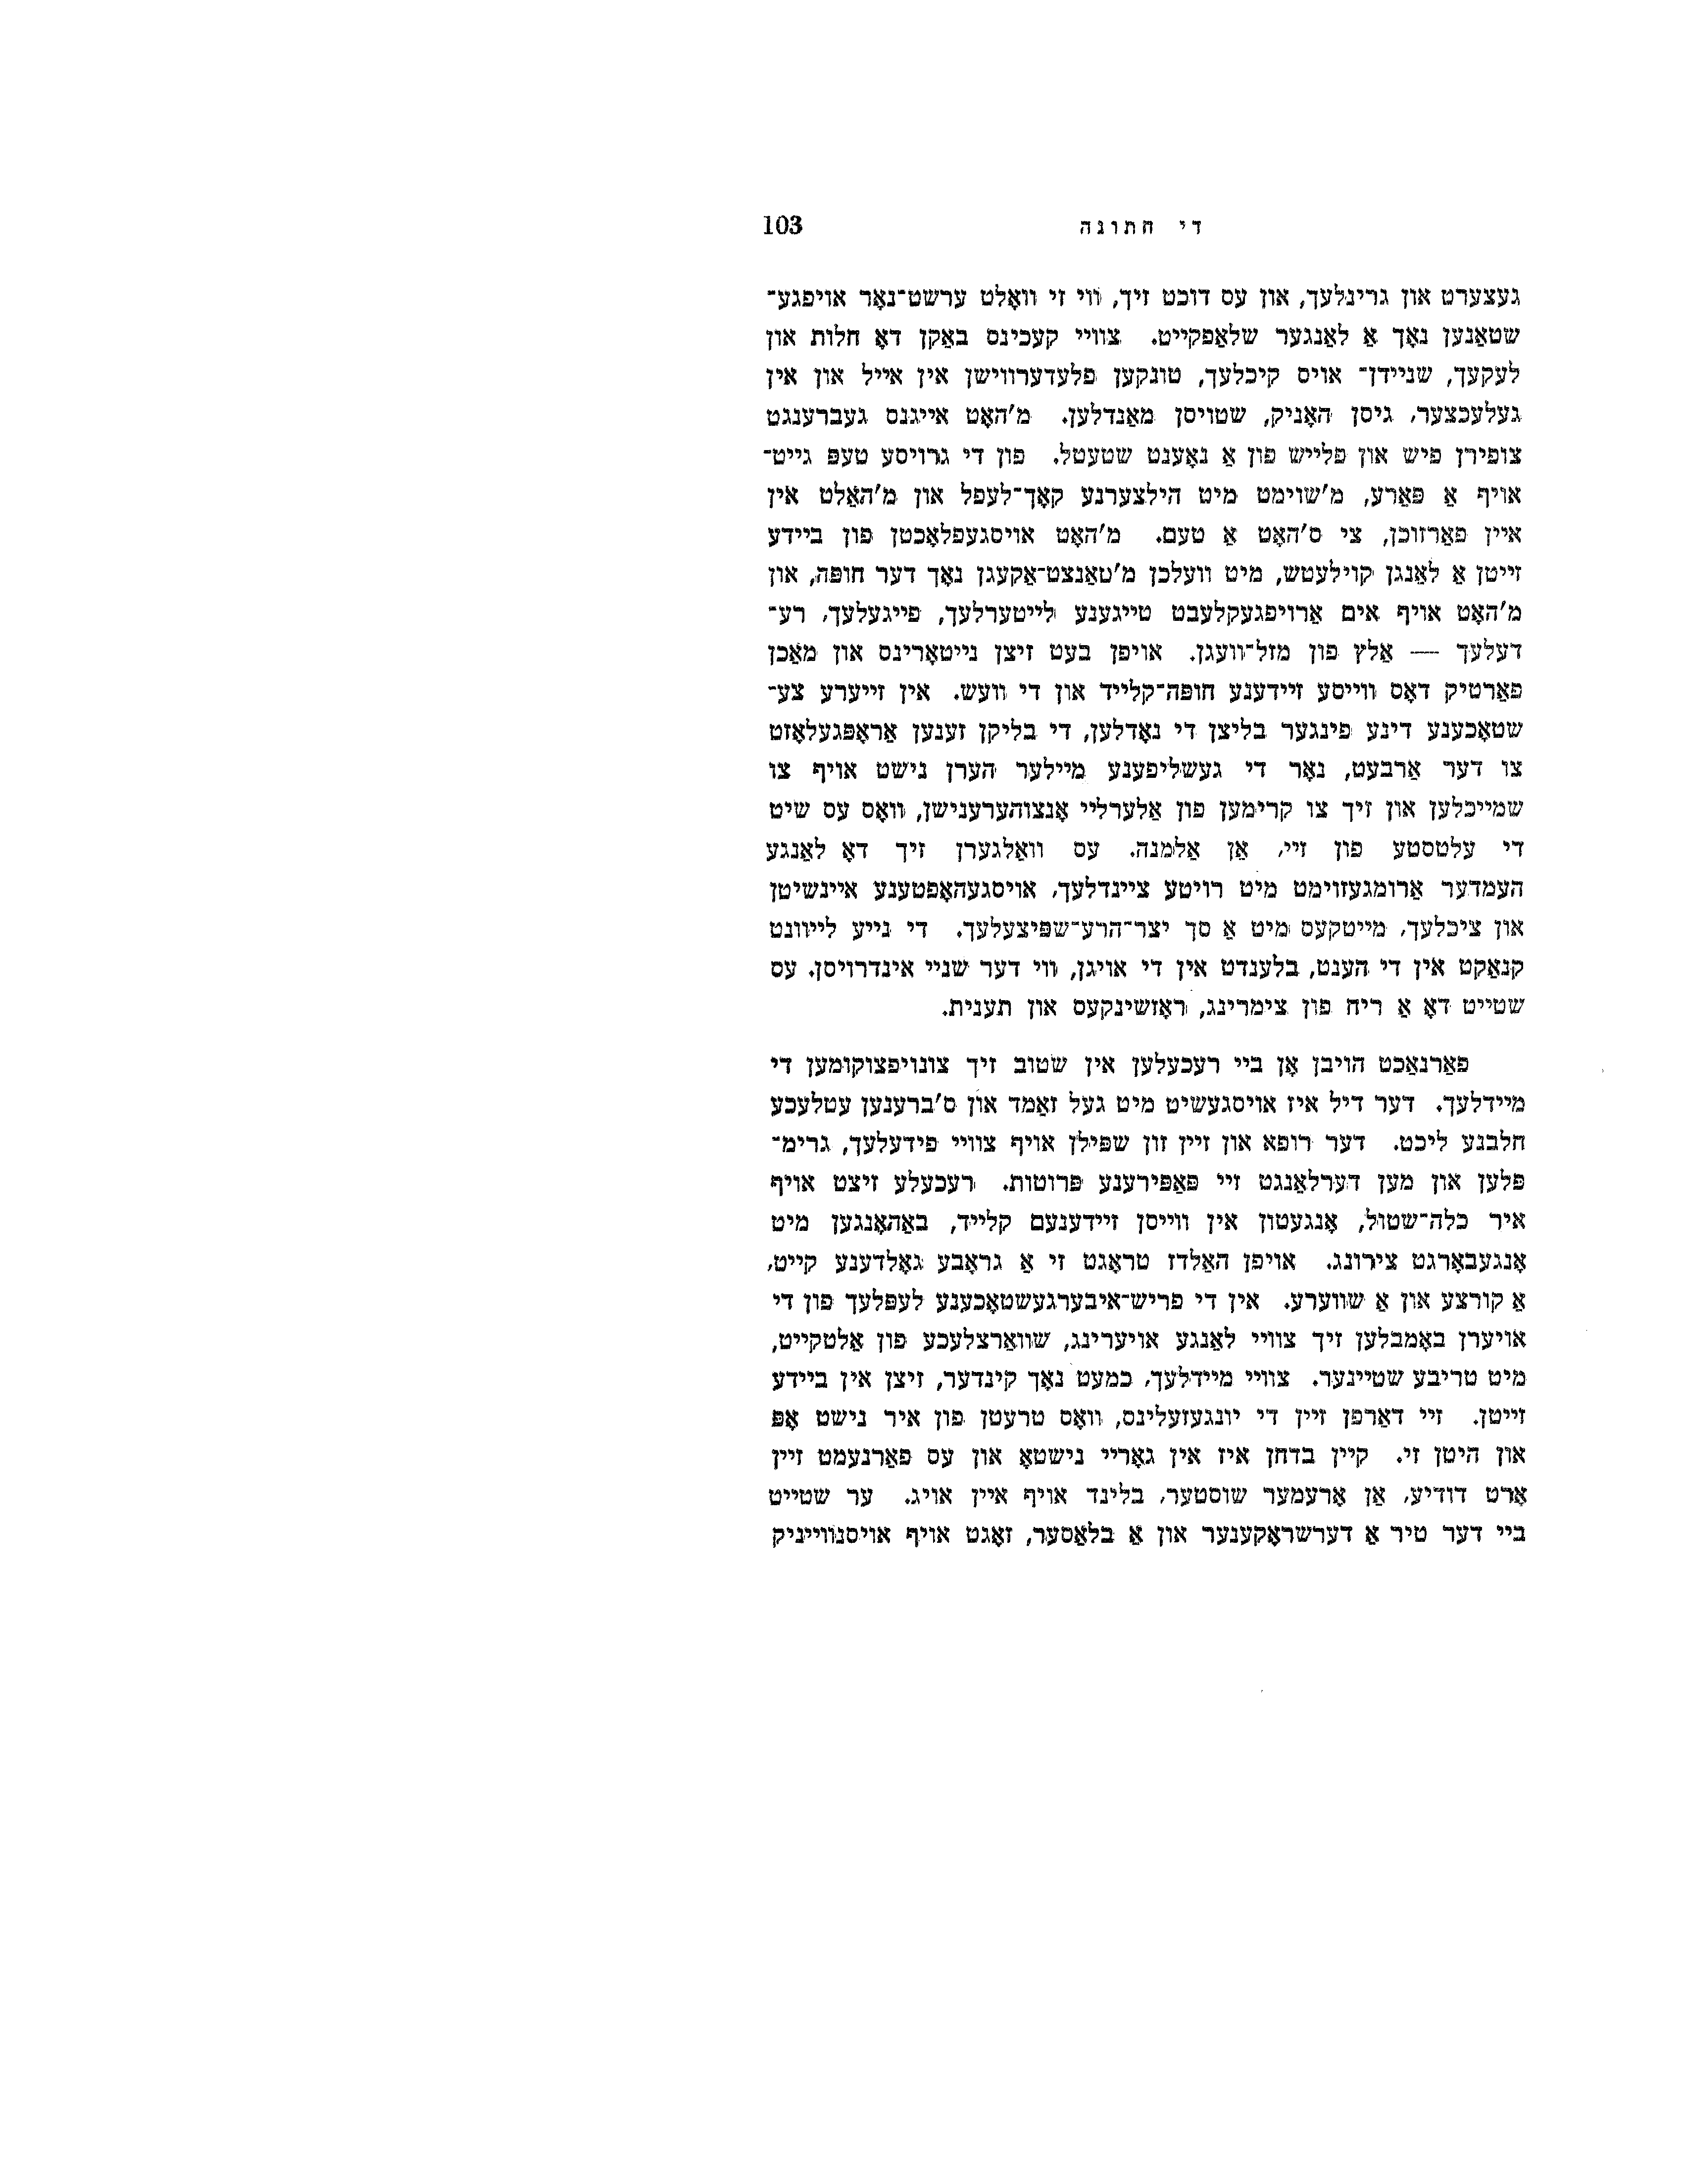 די חתונה 103
געצערט און גרינלעך, און עס דוכט זיך, ווי זי וואָלט ערשט־נאָר אויפגע־
שטאַנען נאָך אַ לאַנגער שלאַפקייט. צוויי קעכינס באַקן דאָ חלות און
לעקעך, שניידן־ אויס קיכלעך, טונקען פלעדערווישן אין אייל און אין
געלעכצער, גיסן האָניק, שטויסן מאַנדלען. מ'האָט אייגנס געברענגט
צופירן פיש און פלייש פון אַ נאָענט שטעטל. פון די גרויסע טעפּ גייט־
אויף אַ פּאַרע, מ'שוימט מיט הילצערנע קאָך־לעפל און מ'האַלט אין
איין פאַרזוכן, צי ס'האָט אַ טעם. מ'האָט אויסגעפלאָכטן פון ביידע
זייטן אַ לאַנגן קוילעטש, מיט וועלכן מ'טאַנצט־אַקעגן נאָך דער חופּה, און
מ'האָט אויף אים אַרויפגעקלעבט טייגענע לייטערלעך, פייגעלעך, רע־
דעלעך — אַלץ פון מזל־וועגן. אויפן בעט זיצן נייטאָרינס און מאַכן
פאַרטיק דאָס ווייסע זיידענע חופּה־קלייד און די וועש. אין זייערע צע־
שטאָכענע דינע פינגער בליצן די נאָדלען, די בליקן זענען אַראָפּגעלאָזט
צו דער אַרבעט, נאָר די געשליפענע מיילער הערן נישט אויף צו
שמייכלען און זיך צו קרימען פון אַלערליי אָנצוהערענישן, וואָס עס שיט
די עלטסטע פון זיי, אַן אַלמנה. עס וואַלגערן זיך דאָ לאַנגע
העמדער אַרומגעזוימט מיט רויטע ציינדלעך, אויסגעהאָפטענע איינשיטן
און ציכלעך, מייטקעס מיט אַ סך יצר־הרע־שפּיצעלעך. די נייע לייוונט
קנאַקט אין די הענט, בלענדט אין די אויגן, ווי דער שניי אינדרויסן. עס
שטייט דאָ אַ ריח פון צימרינג, ראָזשינקעס און תענית.
פאַרנאַכט הויבן אָן ביי רעכעלען אין שטוב זיך צונויפצוקומען די
מיידלעך. דער דיל איז אויסגעשיט מיט געל זאַמד און ס'ברענען עטלעכע
חלבנע ליכט. דער רופא און זיין זון שפּילן אויף צוויי פידעלעך, גרימ־
פּלען און מען דערלאַנגט זיי פּאַפּירענע פּרוטות. רעכעלע זיצט אויף
איר כלה־שטול, אָנגעטון אין ווייסן זיידענעם קלייד, באַהאָנגען מיט
אָנגעבאָרגט צירונג. אויפן האַלדז טראָגט זי אַ גראָבע גאָלדענע קייט,
אַ קורצע און אַ שווערע. אין די פריש־איבערגעשטאָכענע לעפּלעך פון די
אויערן באָמבלען זיך צוויי לאַנגע אויערינג, שוואַרצלעכע פון אַלטקייט,
מיט טריבע שטיינער. צוויי מיידלעך, כמעט נאָך קינדער, זיצן אין ביידע
זייטן. זיי דאַרפן זיין די יונגעזעלינס, וואָס טרעטן פון איר נישט אָפּ
און היטן זי. קיין בדחן איז אין גאָריי נישטאָ און עס פאַרנעמט זיין
אָרט דודיע, אַן אָרעמער שוסטער, בלינד אויף איין אויג. ער שטייט
ביי דער טיר אַ דערשראָקענער און אַ בלאַסער, זאָגט אויף אויסנווייניק